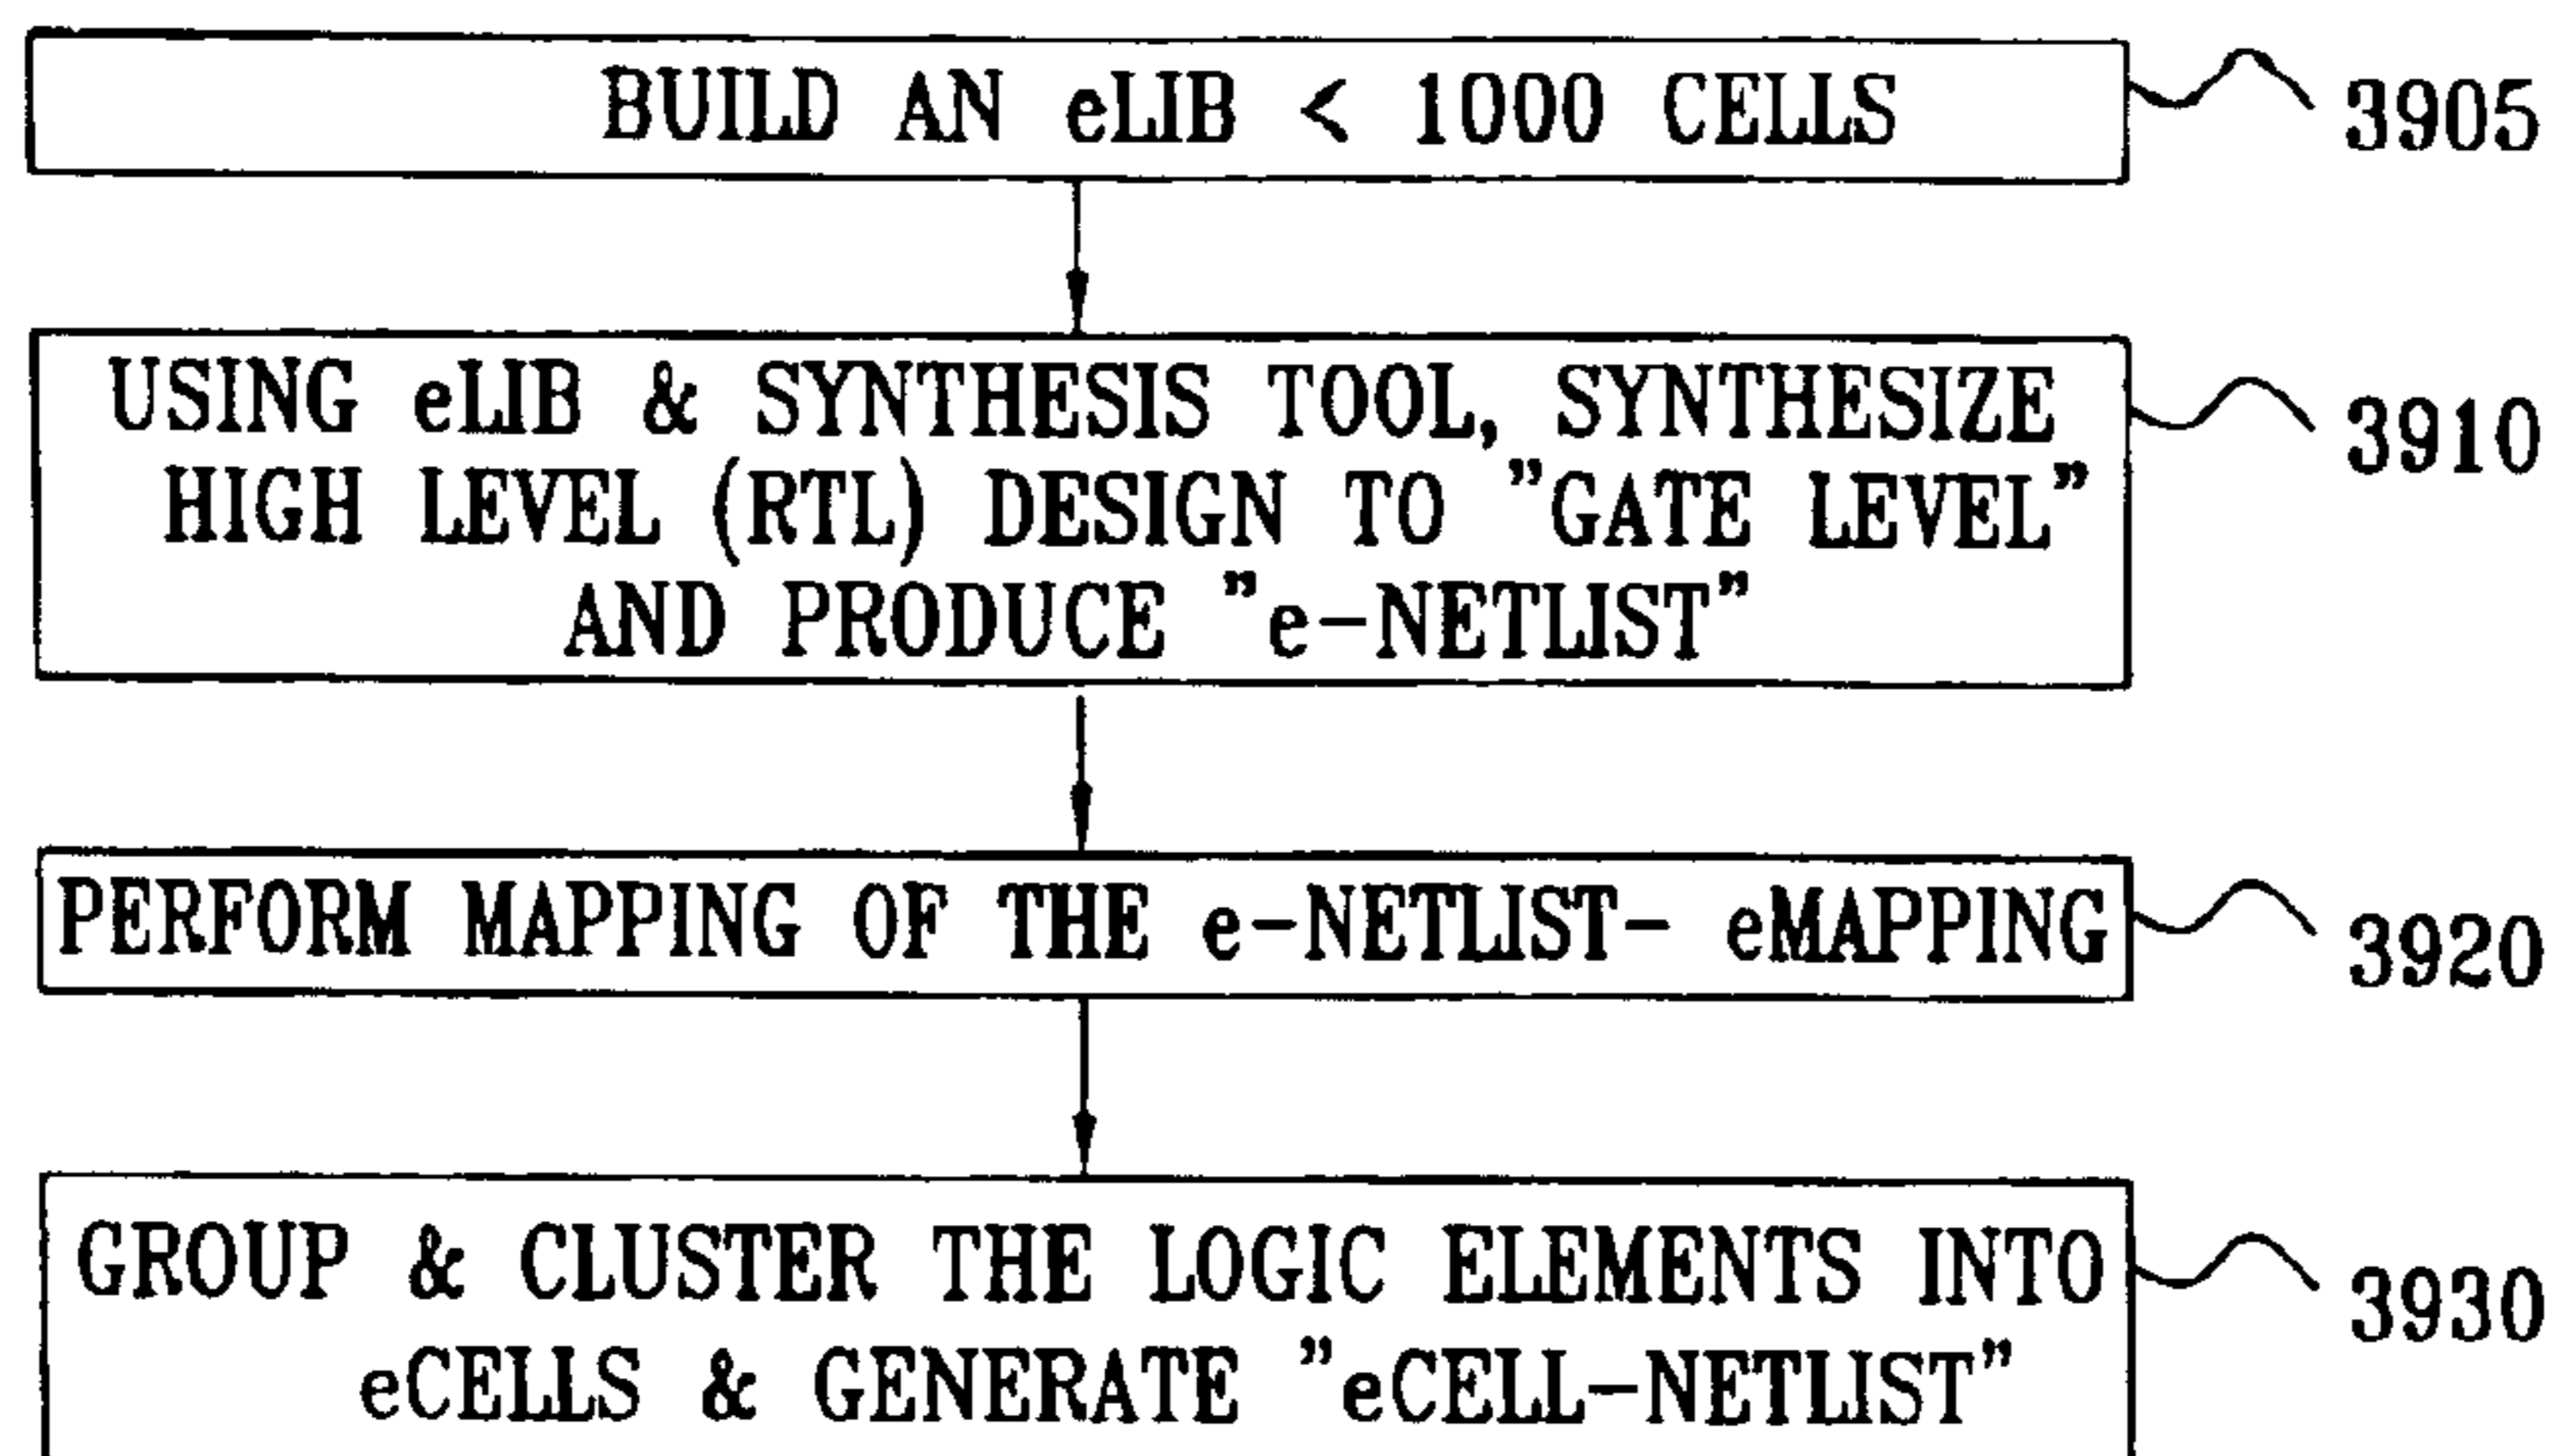 BUILD AN eLIB < 1000 CELLS
3905
USING eLIB & SYNTHESIS TOOL, SYNTHESIZE
HIGH LEVEL (RTL) DESIGN TO "GATE LEVEL"
AND PRODUCE "e-NETLIST"
3910
PERFORM MAPPING OF THE e-NETLIST- eMAPPING
3920
GROUP & CLUSTER THE LOGIC ELEMENTS INTO
eCELLS & GENERATE "eCELL-NETLIST"
3930